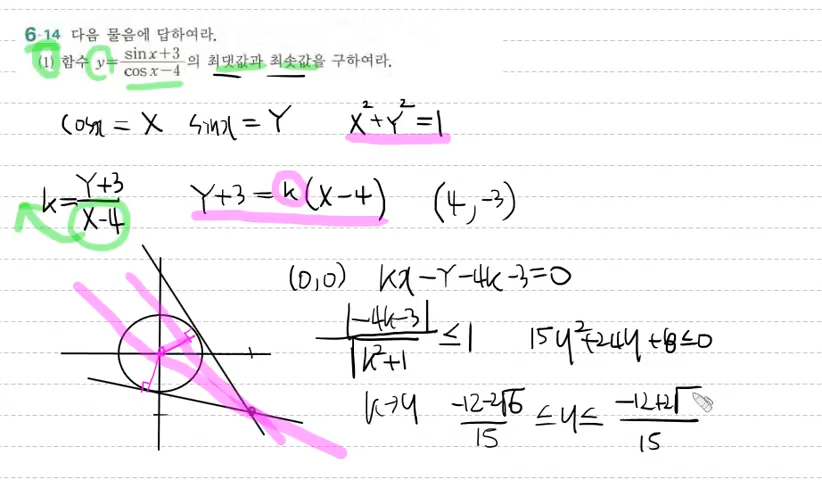 6-14 다음 물음에 답하여라.
(1) 함수 y=(sin x+3)/(cos x-4)의 최댓값과 최솟값을 구하여라.
cosx = X sinx = Y X²+Y²=1
k=(Y+3)/(X-4) Y+3=k(X-4) (4,-3)
(0,0) kx-Y-4k-3=0
|-4k-3|/√k²+1 ≤1 15y²+24y+8≤0
k→y (-12-2√6)/15 ≤y≤ (-12+2√)/15